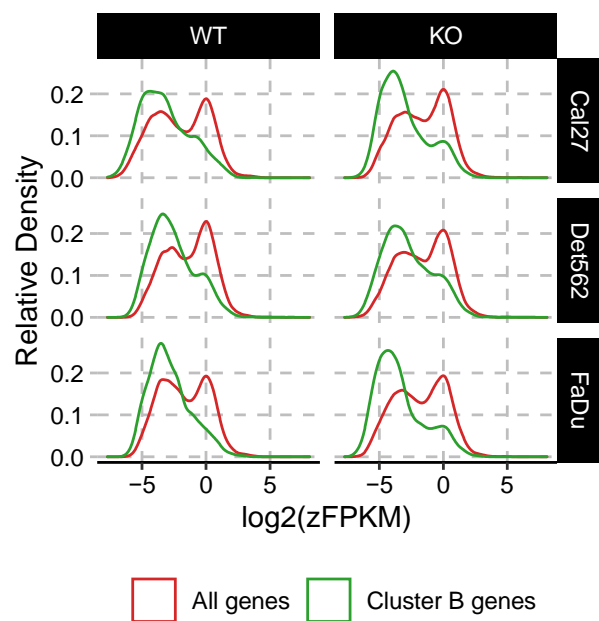 WT KO
Relative Density
0.2
0.1
0.0
Cal27
0.2
0.1
0.0
Det562
0.2
0.1
0.0
FaDu
−5 0 5 −5 0 5
log2(zFPKM)
All genes Cluster B genes